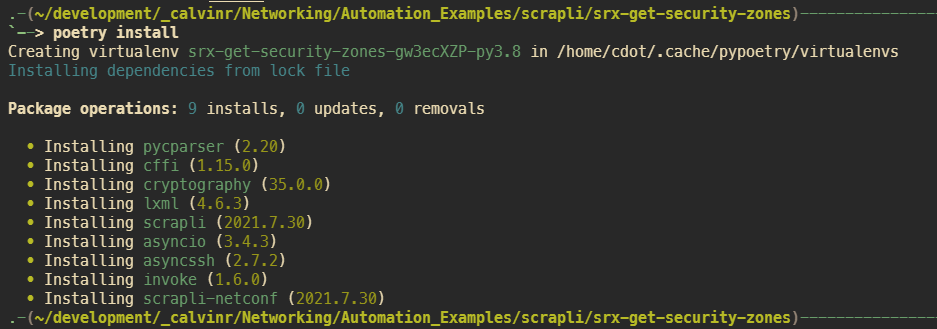 .-(~/development/_calvinr/Networking/Automation_Examples/scrapli/srx-get-security-zones)----------------
`--> poetry install
Creating virtualenv srx-get-security-zones-gw3ecXZP-py3.8 in /home/cdot/.cache/pypoetry/virtualenvs
Installing dependencies from lock file
Package operations: 9 installs, 0 updates, 0 removals
• Installing pycparser (2.20)
• Installing cffi (1.15.0)
• Installing cryptography (35.0.0)
• Installing lxml (4.6.3)
• Installing scrapli (2021.7.30)
• Installing asyncio (3.4.3)
• Installing asyncssh (2.7.2)
• Installing invoke (1.6.0)
• Installing scrapli-netconf (2021.7.30)
.-(~/development/_calvinr/Networking/Automation_Examples/scrapli/srx-get-security-zones)----------------